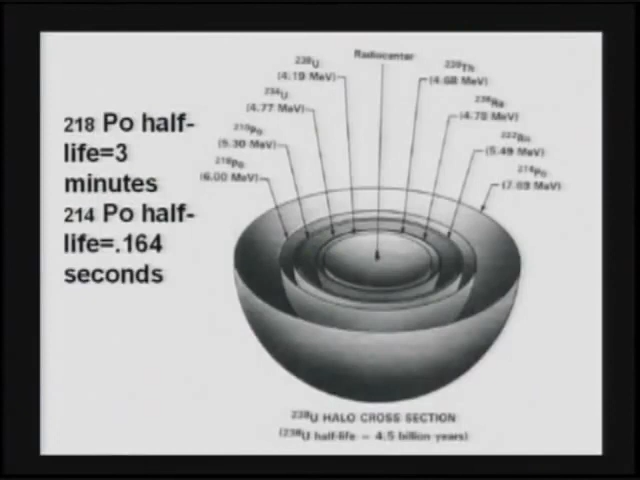 218 Po half-
life=3
minutes
214 Po half-
life=.164
seconds
Radiocenter
²³⁸U
(4.19 MeV)
²³⁴U
(4.77 MeV)
²¹⁰Po
(5.30 MeV)
²¹⁸Po
(6.00 MeV)
(4.68 MeV)
(4.78 MeV)
²²²Rn
(5.49 MeV)
²¹⁴Po
(7.69 MeV)
²³⁸U HALO CROSS SECTION
(²³⁸U half-life = 4.5 billion years)